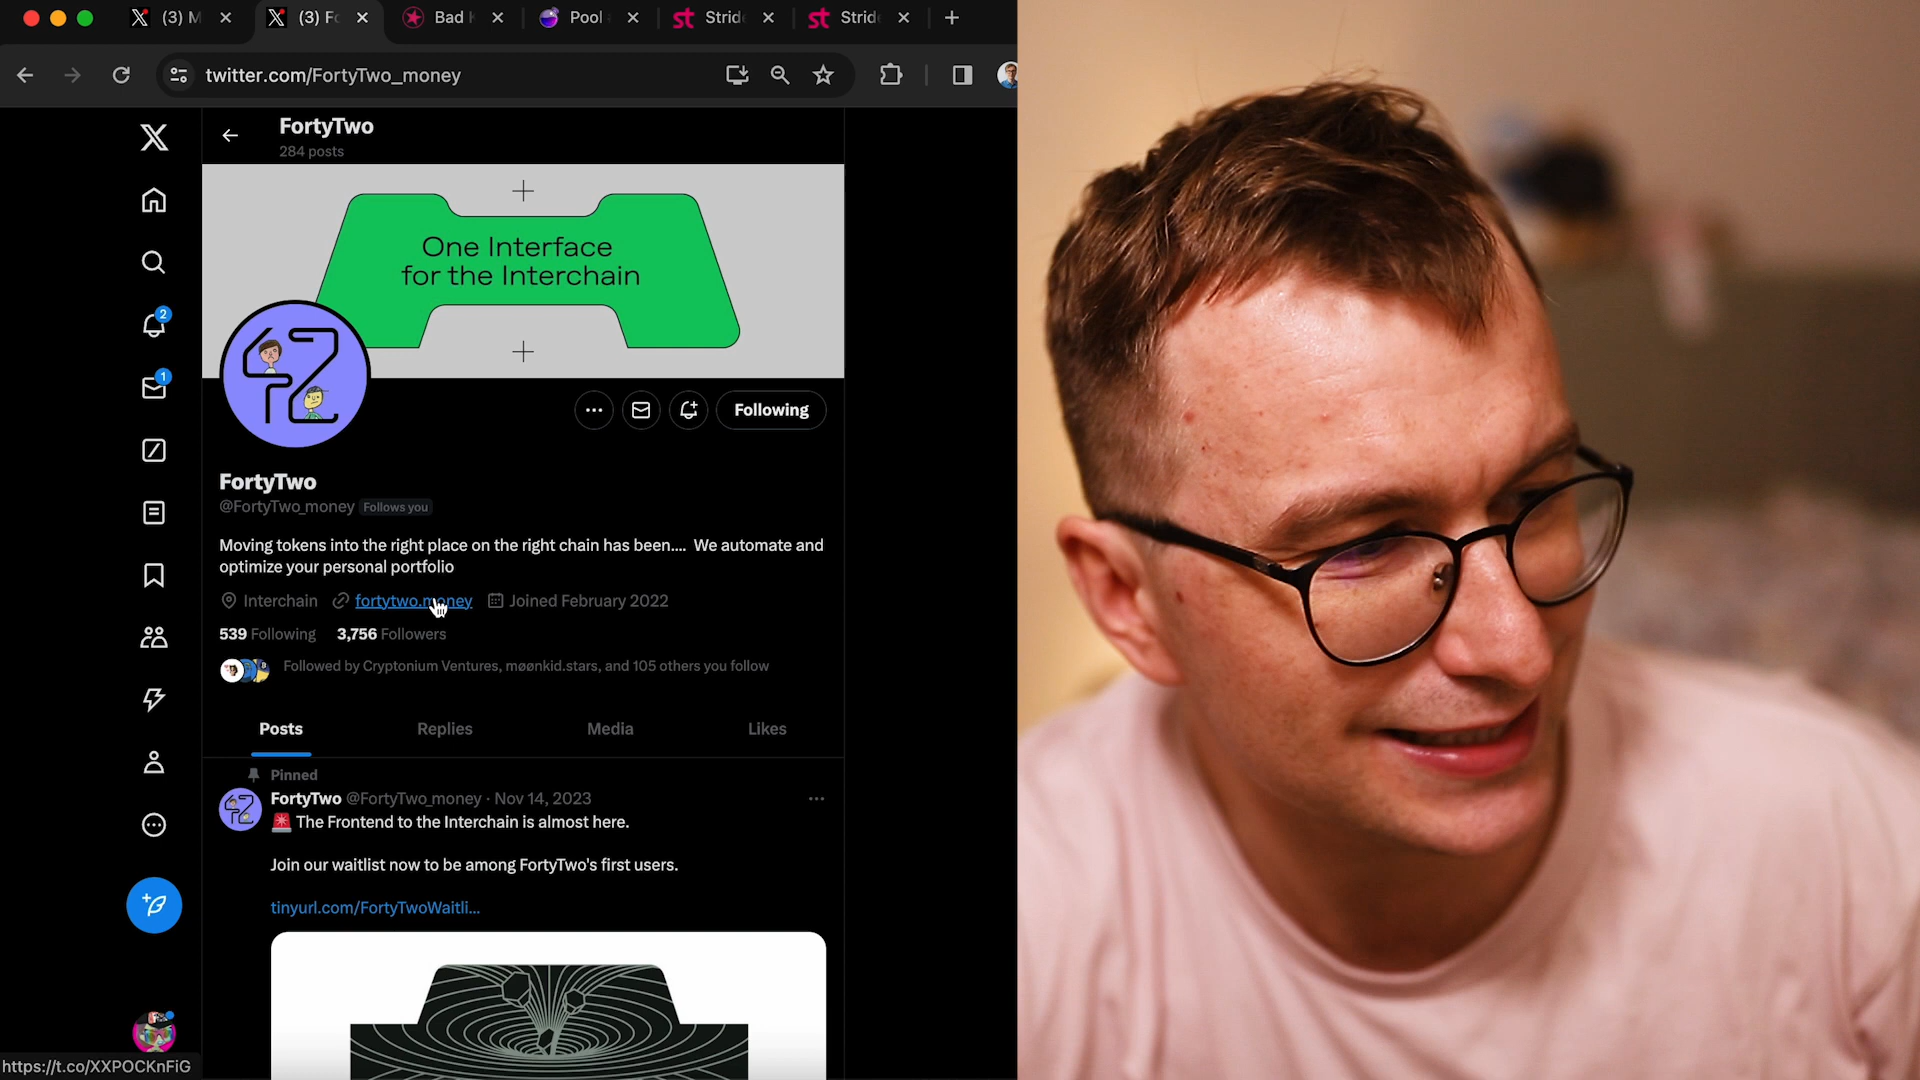 (3) M
(3) Fo
Bad
Pool
Strid
Strid
twitter.com/FortyTwo_money
FortyTwo
284 posts
One Interface
for the Interchain
2
1
Following
FortyTwo
@FortyTwo_money Follows you
Moving tokens into the right place on the right chain has been.... We automate and
optimize your personal portfolio
Interchain fortytwo.money Joined February 2022
539 Following 3,756 Followers
Followed by Cryptonium Ventures, møønkid.stars, and 105 others you follow
Posts Replies Media Likes
Pinned
FortyTwo @FortyTwo_money · Nov 14, 2023
🚨 The Frontend to the Interchain is almost here.
Join our waitlist now to be among FortyTwo's first users.
tinyurl.com/FortyTwoWaitli...
https://t.co/XXPOCKnFiG